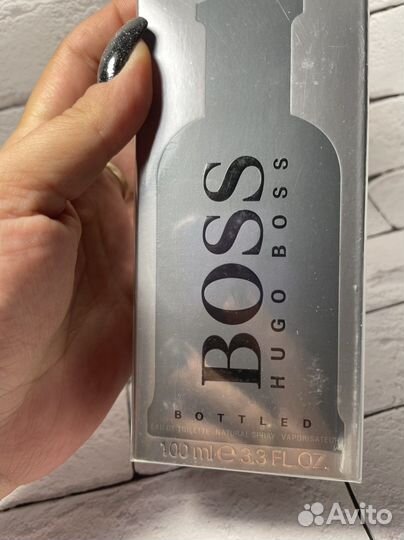 BOSS
HUGO BOSS
BOTTLED
EAU DE TOILETTE NATURAL SPRAY VAPORISATEUR
100 ml e 3.3 FL.OZ.
Avito